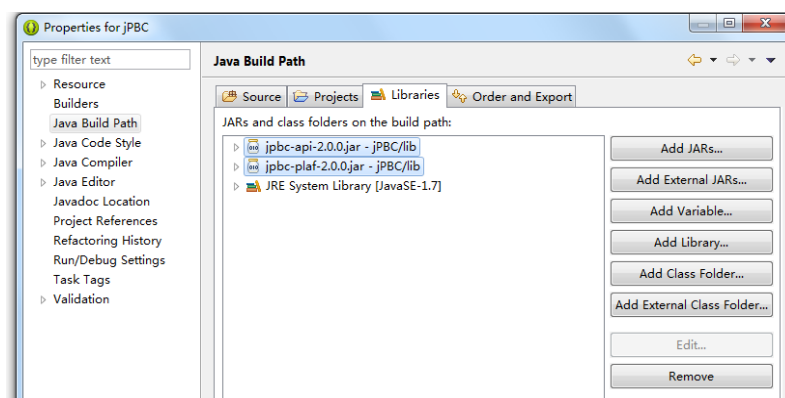 Properties for jPBC
type filter text
Resource
Builders
Java Build Path
Java Code Style
Java Compiler
Java Editor
Javadoc Location
Project References
Refactoring History
Run/Debug Settings
Task Tags
Validation
Java Build Path
Source Projects Libraries Order and Export
JARs and class folders on the build path:
jpbc-api-2.0.0.jar - jPBC/lib
jpbc-plaf-2.0.0.jar - jPBC/lib
JRE System Library [JavaSE-1.7]
Add JARs...
Add External JARs...
Add Variable...
Add Library...
Add Class Folder...
Add External Class Folder...
Edit...
Remove